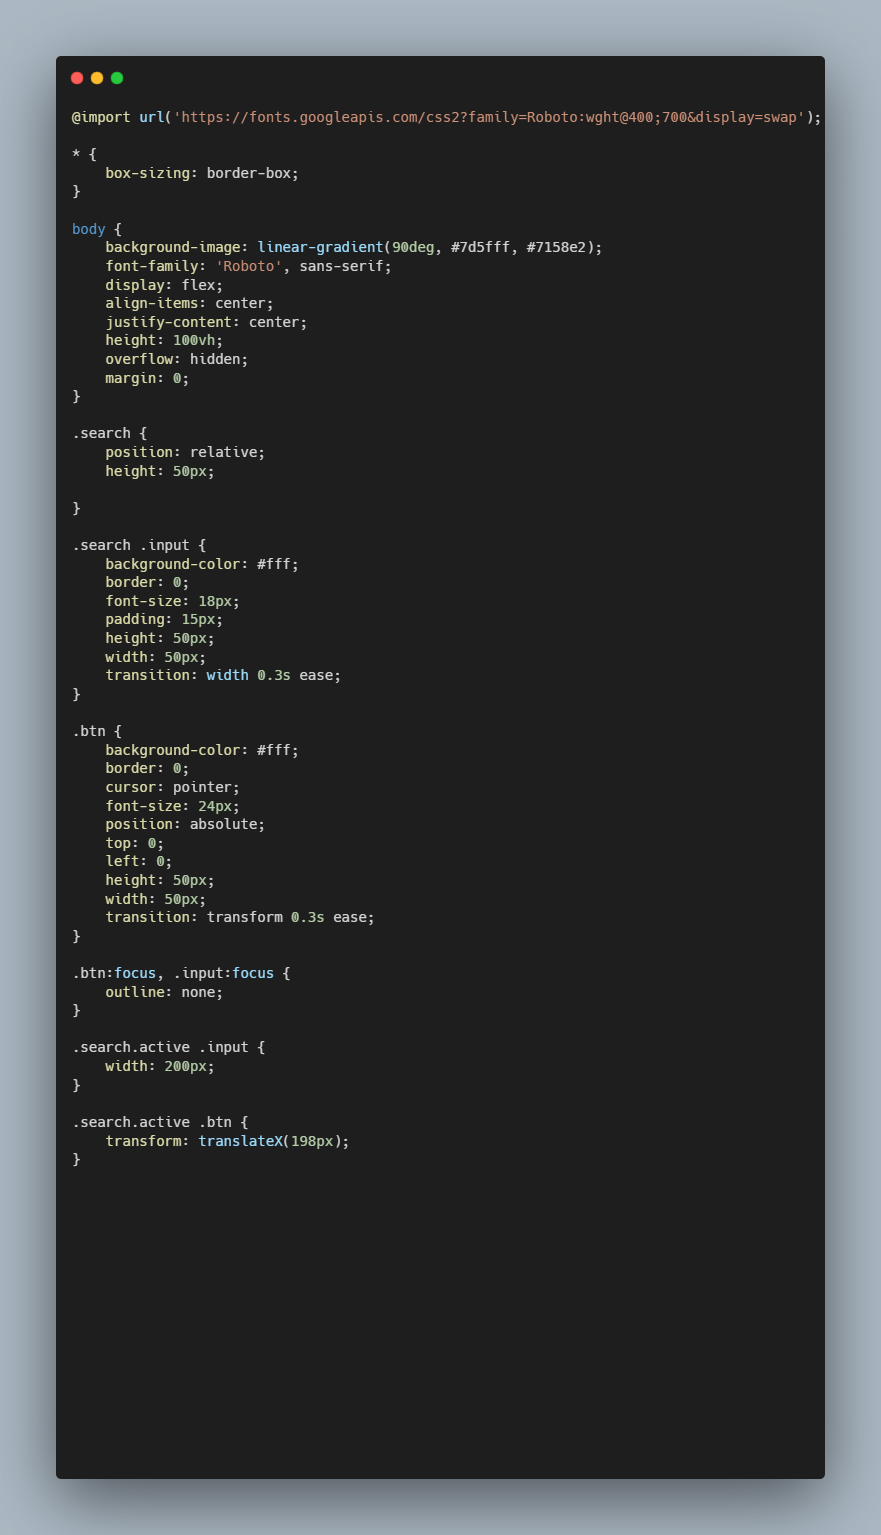 @import url('https://fonts.googleapis.com/css2?family=Roboto:wght@400;700&display=swap');

* {
    box-sizing: border-box;
}

body {
    background-image: linear-gradient(90deg, #7d5fff, #7158e2);
    font-family: 'Roboto', sans-serif;
    display: flex;
    align-items: center;
    justify-content: center;
    height: 100vh;
    overflow: hidden;
    margin: 0;
}

.search {
    position: relative;
    height: 50px;

}

.search .input {
    background-color: #fff;
    border: 0;
    font-size: 18px;
    padding: 15px;
    height: 50px;
    width: 50px;
    transition: width 0.3s ease;
}

.btn {
    background-color: #fff;
    border: 0;
    cursor: pointer;
    font-size: 24px;
    position: absolute;
    top: 0;
    left: 0;
    height: 50px;
    width: 50px;
    transition: transform 0.3s ease;
}

.btn:focus, .input:focus {
    outline: none;
}

.search.active .input {
    width: 200px;
}

.search.active .btn {
    transform: translateX(198px);
}